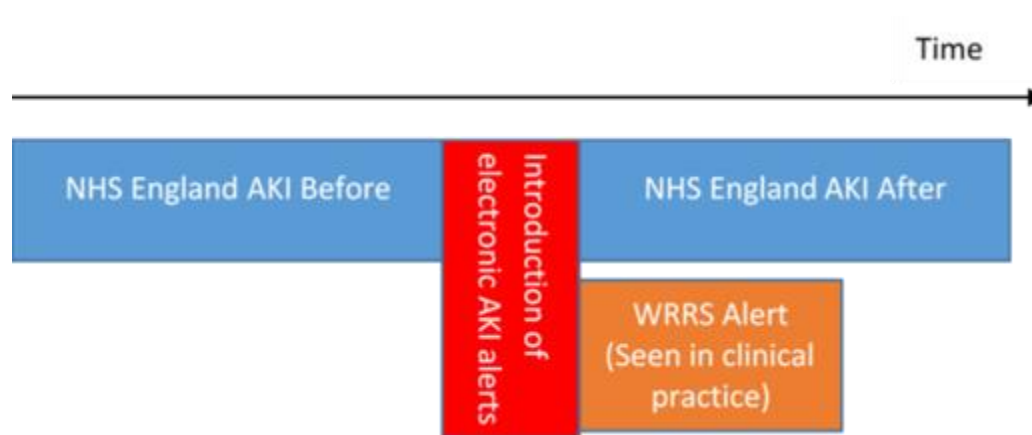 Time
NHS England AKI Before
Introduction of
electronic AKI alerts
NHS England AKI After
WRRS Alert
(Seen in clinical
practice)